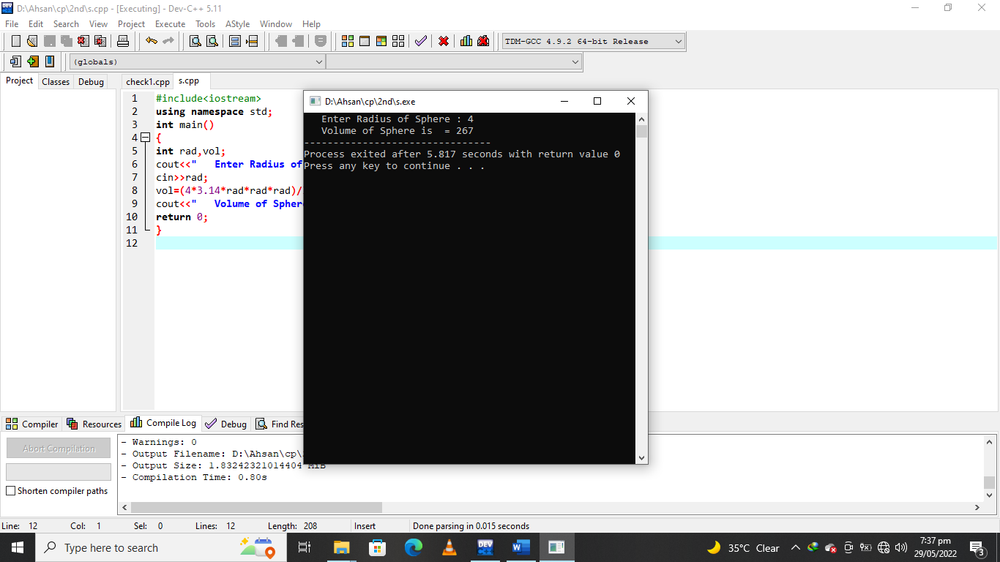 D:\Ahsan\cp\2nd\s.cpp - [Executing] - Dev-C++ 5.11
File Edit Search View Project Execute Tools AStyle Window Help
TDM-GCC 4.9.2 64-bit Release
(globals)
Project Classes Debug check1.cpp s.cpp
1 #include<iostream>
2 using namespace std;
3 int main()
4 {
5 int rad,vol;
6 cout<<"   Enter Radius of
7 cin>>rad;
8 vol=(4*3.14*rad*rad*rad)/
9 cout<<"   Volume of Spher
10 return 0;
11 }
12
D:\Ahsan\cp\2nd\s.exe
   Enter Radius of Sphere : 4
   Volume of Sphere is  = 267
--------------------------------
Process exited after 5.817 seconds with return value 0
Press any key to continue . . .
Compiler Resources Compile Log Debug Find Res
Abort Compilation
Shorten compiler paths
- Warnings: 0
- Output Filename: D:\Ahsan\cp\
- Output Size: 1.83242321014404 MiB
- Compilation Time: 0.80s
Line: 12 Col: 1 Sel: 0 Lines: 12 Length: 208 Insert Done parsing in 0.015 seconds
Type here to search
DEV
35°C Clear
7:37 pm
29/05/2022
3